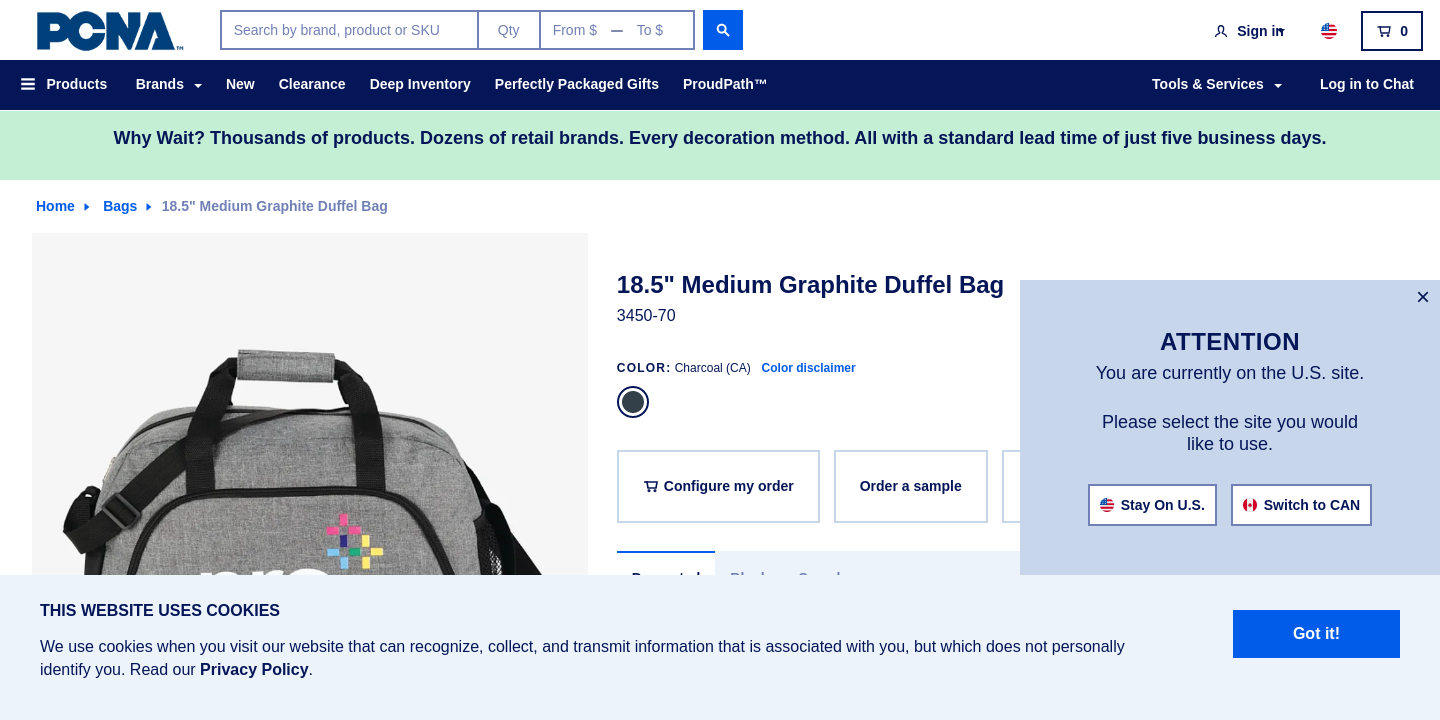 PCNA™
Search by brand, product or SKU
Qty
From $ — To $
Sign in
0
Products
Brands
New
Clearance
Deep Inventory
Perfectly Packaged Gifts
ProudPath™
Tools & Services
Log in to Chat
Why Wait? Thousands of products. Dozens of retail brands. Every decoration method. All with a standard lead time of just five business days.
Home
Bags
18.5" Medium Graphite Duffel Bag
18.5" Medium Graphite Duffel Bag
3450-70
COLOR: Charcoal (CA) Color disclaimer
Configure my order
Order a sample
×
ATTENTION
You are currently on the U.S. site.
Please select the site you would
like to use.
Stay On U.S.
Switch to CAN
THIS WEBSITE USES COOKIES
We use cookies when you visit our website that can recognize, collect, and transmit information that is associated with you, but which does not personally
identify you. Read our Privacy Policy.
Got it!